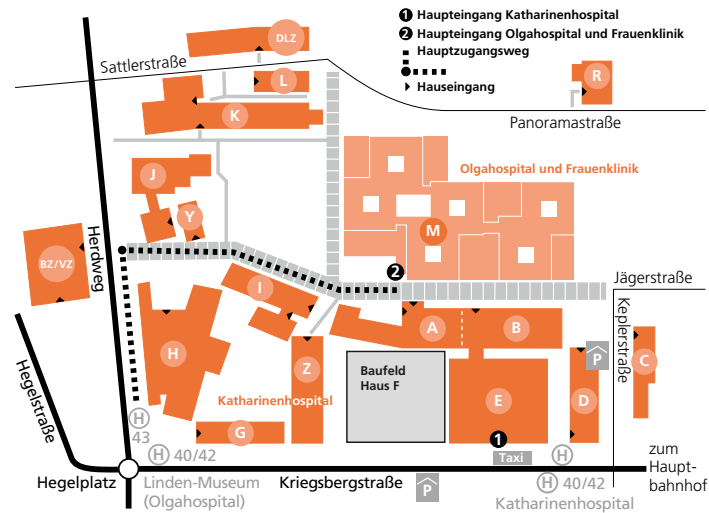 1 Haupteingang Katharinenhospital
2 Haupteingang Olgahospital und Frauenklinik
Hauptzugangsweg
Hauseingang
DLZ
Sattlerstraße
L
R
K
Panoramastraße
Olgahospital und Frauenklinik
J
Y
M
Herdweg
BZ/VZ
2
Jägerstraße
I
Keplerstraße
A
B
H
Z
Baufeld
Haus F
P
C
Hegelstraße
Katharinenhospital
E
D
G
H
43
1
H 40/42
Taxi
H
zum
Haupt-
bahnhof
Hegelplatz
Linden-Museum
(Olgahospital)
Kriegsbergstraße
P
H 40/42
Katharinenhospital